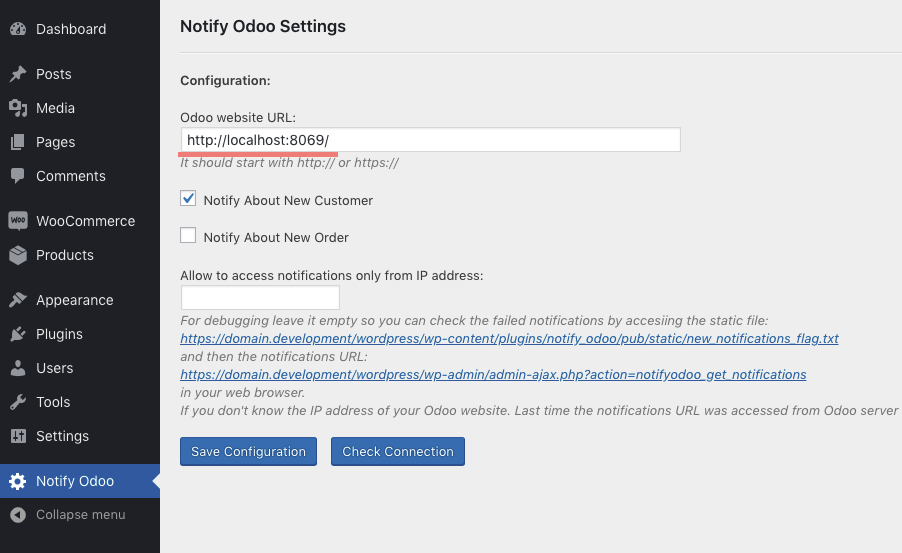 Dashboard
Posts
Media
Pages
Comments
WooCommerce
Products
Appearance
Plugins
Users
Tools
Settings
Notify Odoo
Collapse menu
Notify Odoo Settings
Configuration:
Odoo website URL:
http://localhost:8069/
It should start with http:// or https://
Notify About New Customer
Notify About New Order
Allow to access notifications only from IP address:
For debugging leave it empty so you can check the failed notifications by accesiing the static file:
https://domain.development/wordpress/wp-content/plugins/notify_odoo/pub/static/new_notifications_flag.txt
and then the notifications URL:
https://domain.development/wordpress/wp-admin/admin-ajax.php?action=notifyodoo_get_notifications
in your web browser.
If you don't know the IP address of your Odoo website. Last time the notifications URL was accessed from Odoo server
Save Configuration
Check Connection